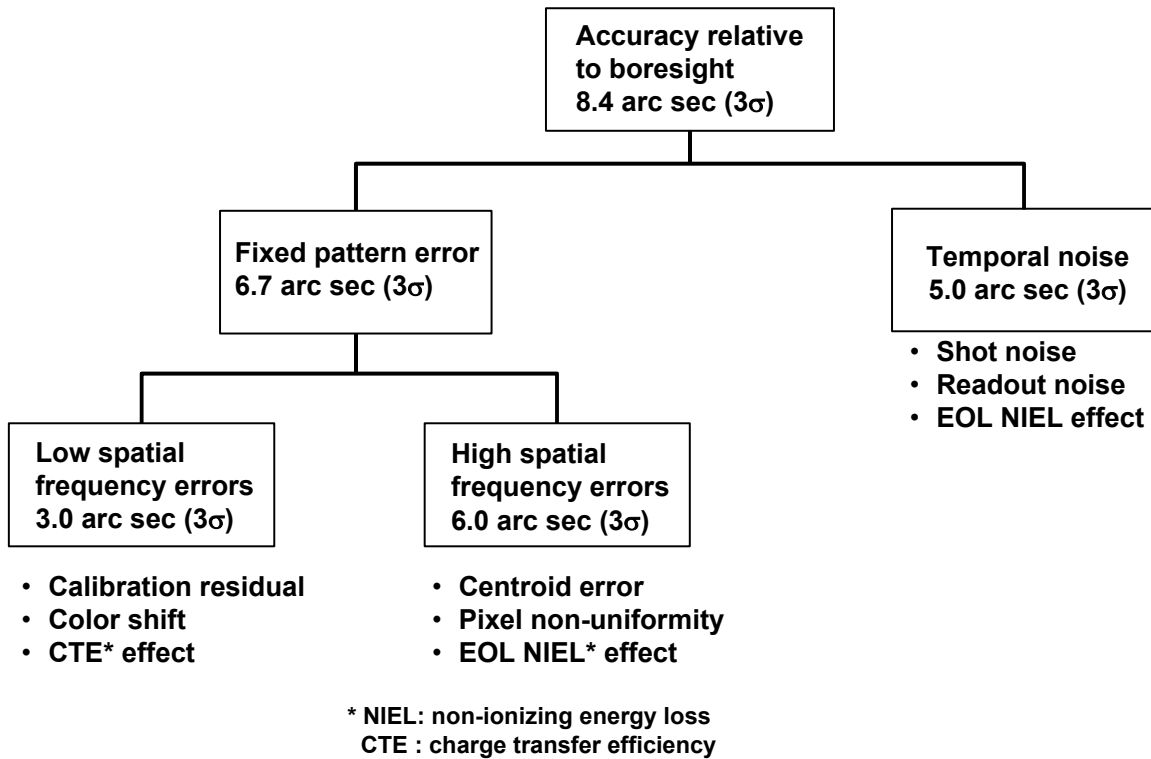 Accuracy relative
to boresight
8.4 arc sec (3σ)
Fixed pattern error
6.7 arc sec (3σ)
Temporal noise
5.0 arc sec (3σ)
• Shot noise
• Readout noise
• EOL NIEL effect
Low spatial
frequency errors
3.0 arc sec (3σ)
• Calibration residual
• Color shift
• CTE* effect
High spatial
frequency errors
6.0 arc sec (3σ)
• Centroid error
• Pixel non-uniformity
• EOL NIEL* effect
* NIEL: non-ionizing energy loss
CTE : charge transfer efficiency